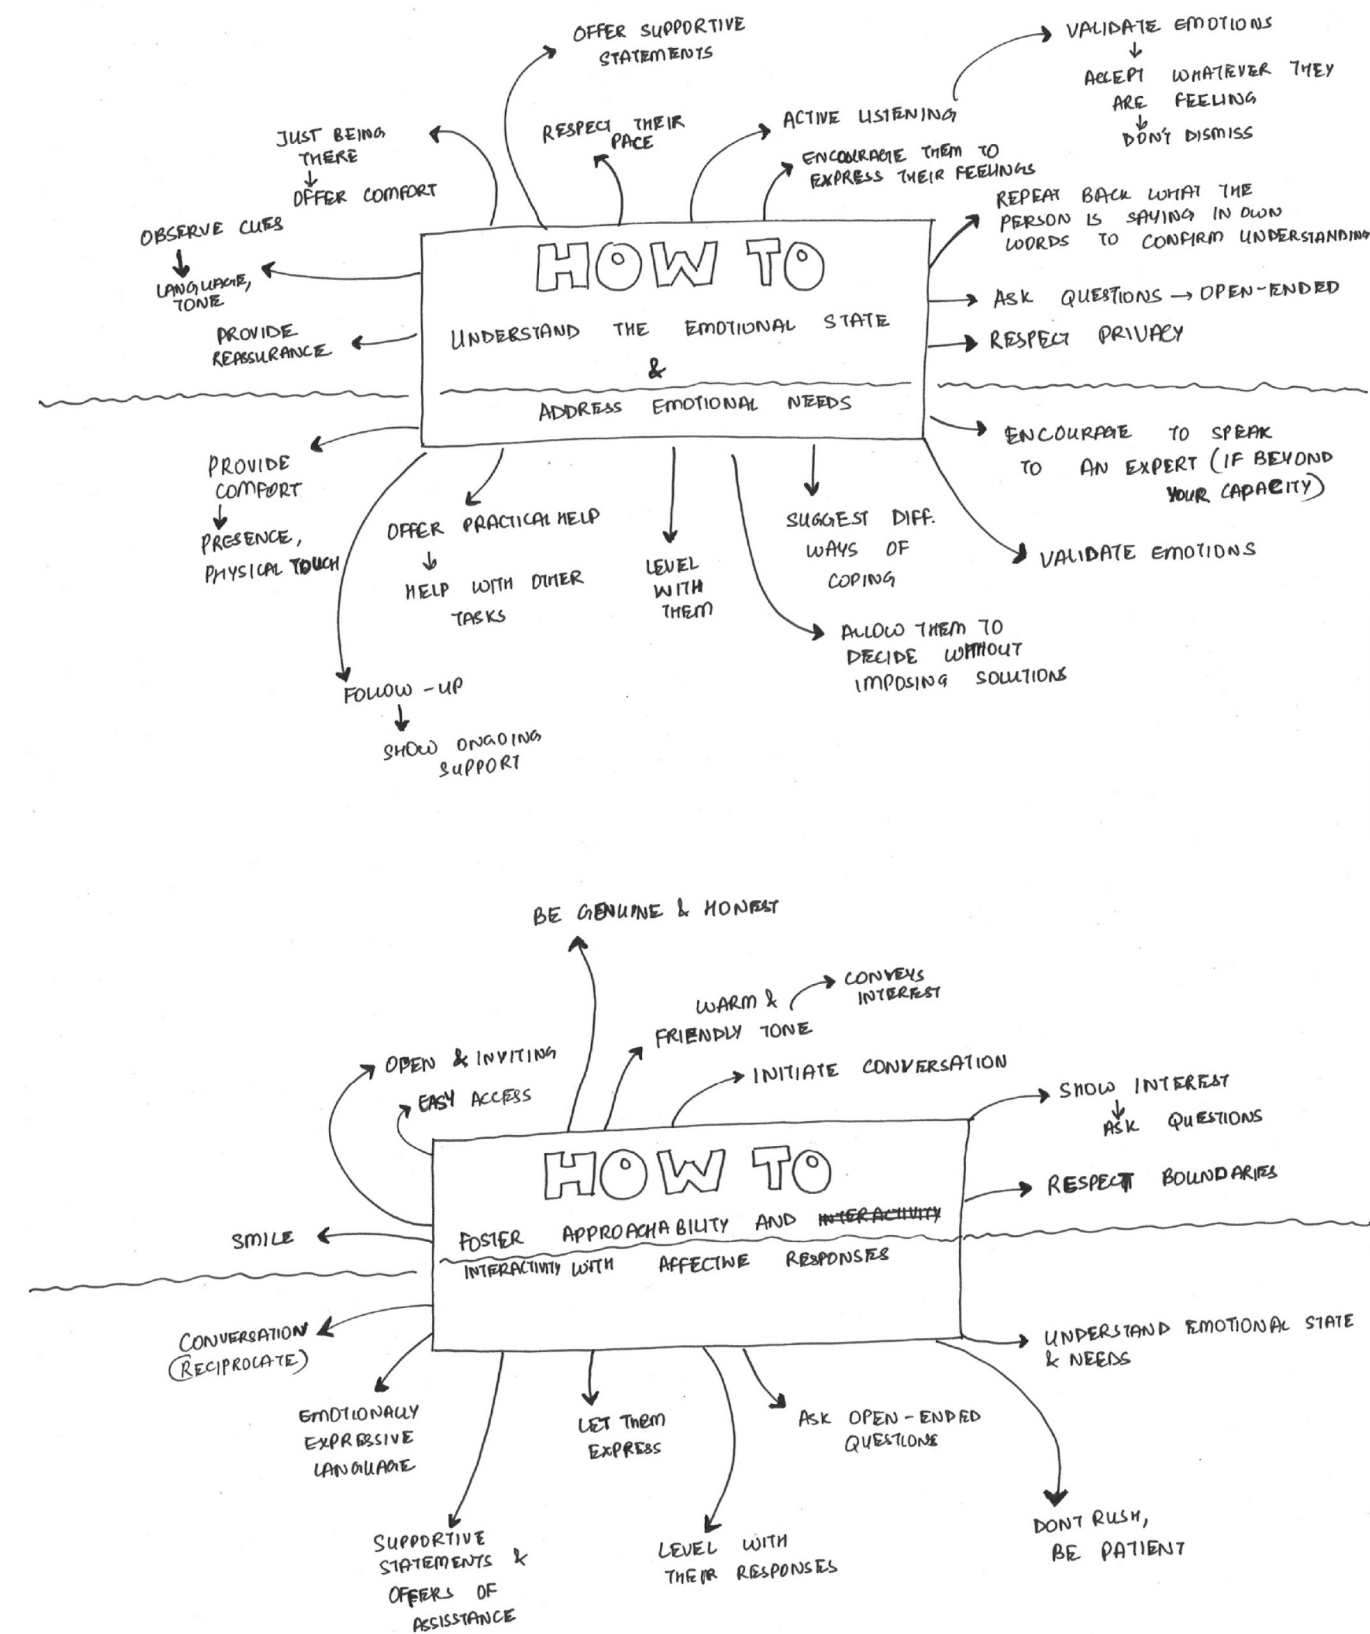 OFFER SUPPORTIVE
STATEMENTS
VALIDATE EMOTIONS
ACCEPT WHATEVER THEY
ARE FEELING
DON'T DISMISS
JUST BEING
THERE
OFFER COMFORT
RESPECT THEIR
PACE
ACTIVE LISTENING
ENCOURAGE THEM TO
EXPRESS THEIR FEELINGS
REPEAT BACK WHAT THE
PERSON IS SAYING IN OWN
WORDS TO CONFIRM UNDERSTANDING
OBSERVE CUES
LANGUAGE,
TONE
PROVIDE
REASSURANCE
HOW TO
UNDERSTAND THE EMOTIONAL STATE
&
ADDRESS EMOTIONAL NEEDS
ASK QUESTIONS → OPEN-ENDED
RESPECT PRIVACY
PROVIDE
COMFORT
PRESENCE,
PHYSICAL TOUCH
OFFER PRACTICAL HELP
HELP WITH OTHER
TASKS
LEVEL
WITH
THEM
SUGGEST DIFF.
WAYS OF
COPING
ENCOURAGE TO SPEAK
TO AN EXPERT (IF BEYOND
YOUR CAPACITY)
VALIDATE EMOTIONS
ALLOW THEM TO
DECIDE WITHOUT
IMPOSING SOLUTIONS
FOLLOW-UP
SHOW ONGOING
SUPPORT
BE GENUINE & HONEST
WARM &
FRIENDLY TONE
CONVEYS
INTEREST
OPEN & INVITING
EASY ACCESS
INITIATE CONVERSATION
SHOW INTEREST
ASK QUESTIONS
RESPECT BOUNDARIES
SMILE
HOW TO
FOSTER APPROACHABILITY AND INTERACTIVITY
INTERACTIVITY WITH AFFECTIVE RESPONSES
CONVERSATION
(RECIPROCATE)
EMOTIONALLY
EXPRESSIVE
LANGUAGE
LET THEM
EXPRESS
ASK OPEN-ENDED
QUESTIONS
UNDERSTAND EMOTIONAL STATE
& NEEDS
SUPPORTIVE
STATEMENTS &
OFFERS OF
ASSISSTANCE
LEVEL WITH
THEIR RESPONSES
DONT RUSH,
BE PATIENT